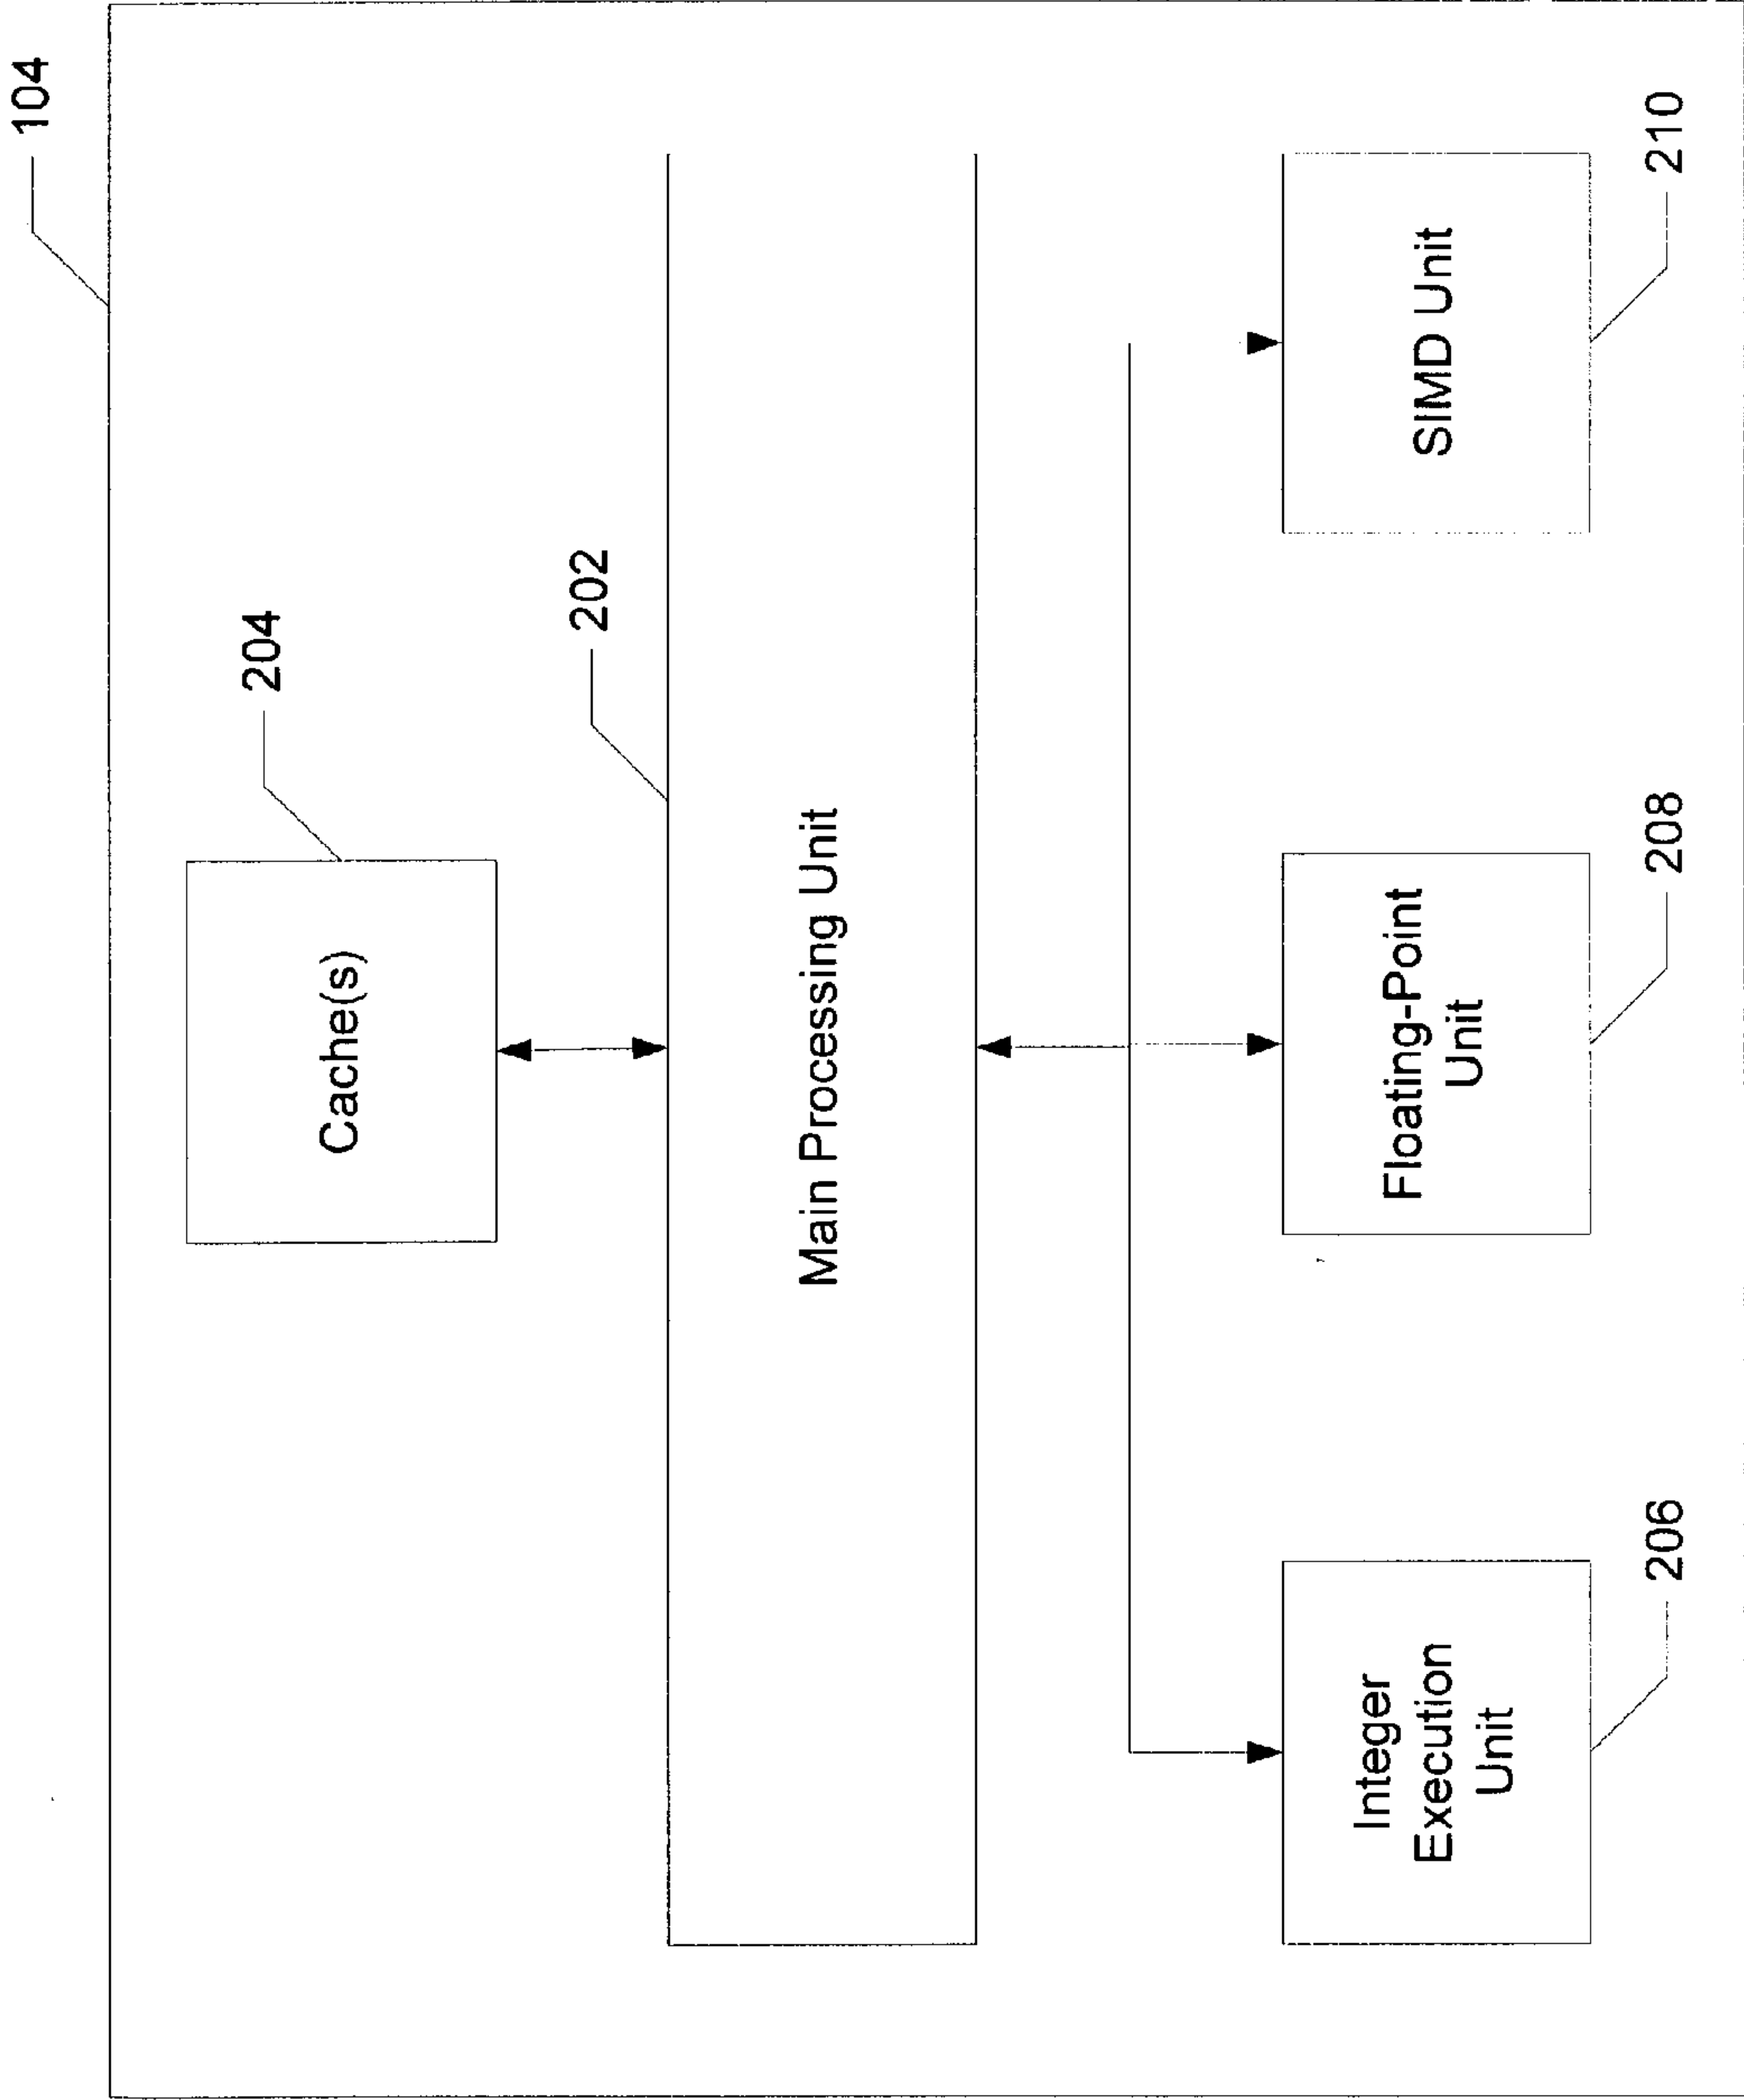 104
204
Cache(s)
202
Main Processing Unit
Integer
Execution
Unit
206
Floating-Point
Unit
208
SIMD Unit
210